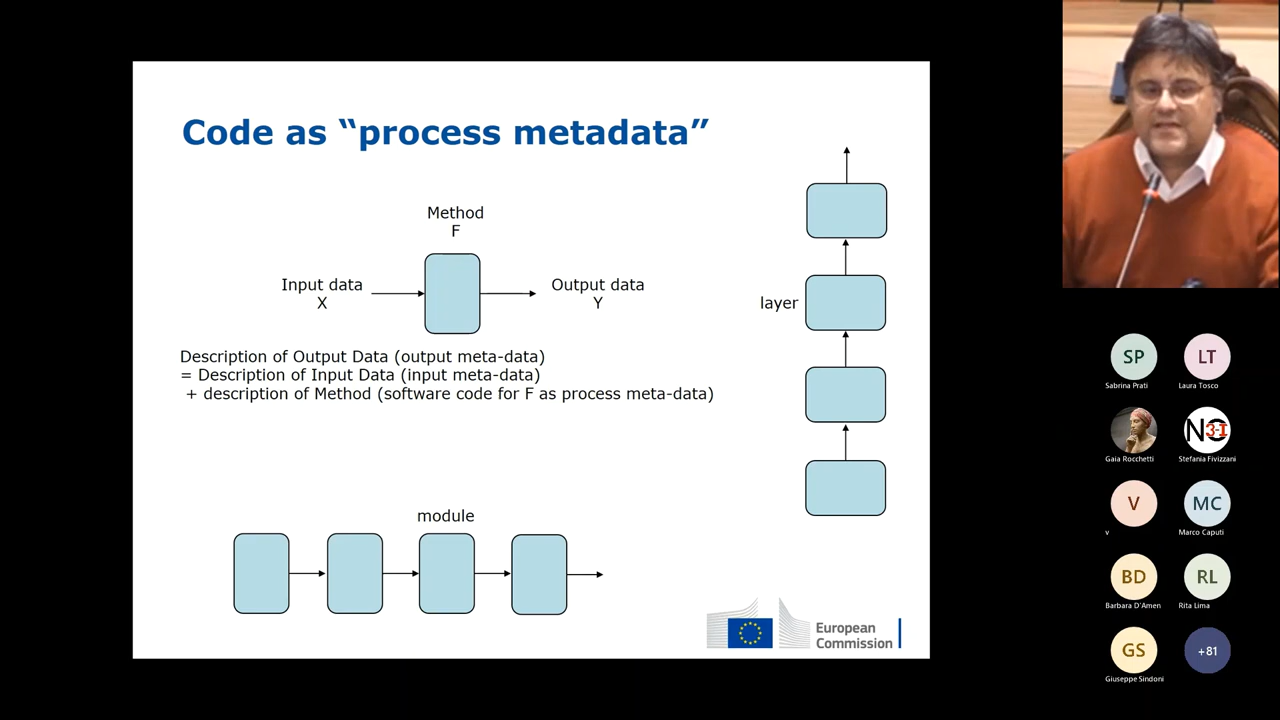 Code as “process metadata”
Method
F
Input data
X
Output data
Y
layer
Description of Output Data (output meta-data)
= Description of Input Data (input meta-data)
+ description of Method (software code for F as process meta-data)
module
European
Commission
SP
LT
Sabrina Prati
Laura Tosco
N3-I
Gaia Rocchetti
Stefania Fivizzani
V
MC
v
Marco Caputi
BD
RL
Barbara D'Amen
Rita Lima
GS
+81
Giuseppe Sindoni